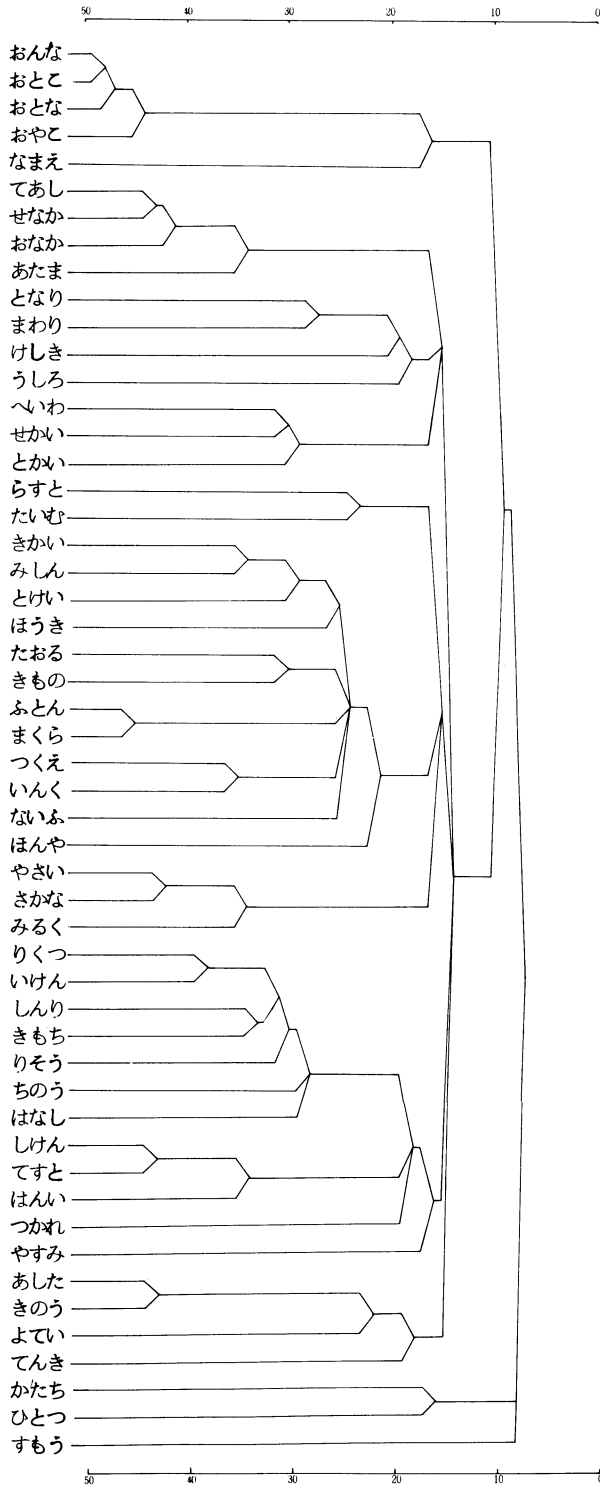 50 40 30 20 10 0
おんな
おとこ
おとな
おやこ
なまえ
てあし
せなか
おなか
あたま
となり
まわり
けしき
うしろ
へいわ
せかい
とかい
らすと
たいむ
きかい
みしん
とけい
ほうき
たおる
きもの
ふとん
まくら
つくえ
いんく
ないふ
ほんや
やさい
さかな
みるく
りくつ
いけん
しんり
きもち
りそう
ちのう
はなし
しけん
てすと
はんい
つかれ
やすみ
あした
きのう
よてい
てんき
かたち
ひとつ
すもう
50 40 30 20 10 0